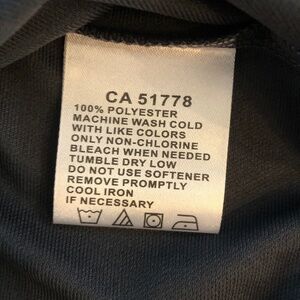 CA 51778
100% POLYESTER
MACHINE WASH COLD
WITH LIKE COLORS
ONLY NON-CHLORINE
BLEACH WHEN NEEDED
TUMBLE DRY LOW
DO NOT USE SOFTENER
REMOVE PROMPTLY
COOL IRON
IF NECESSARY